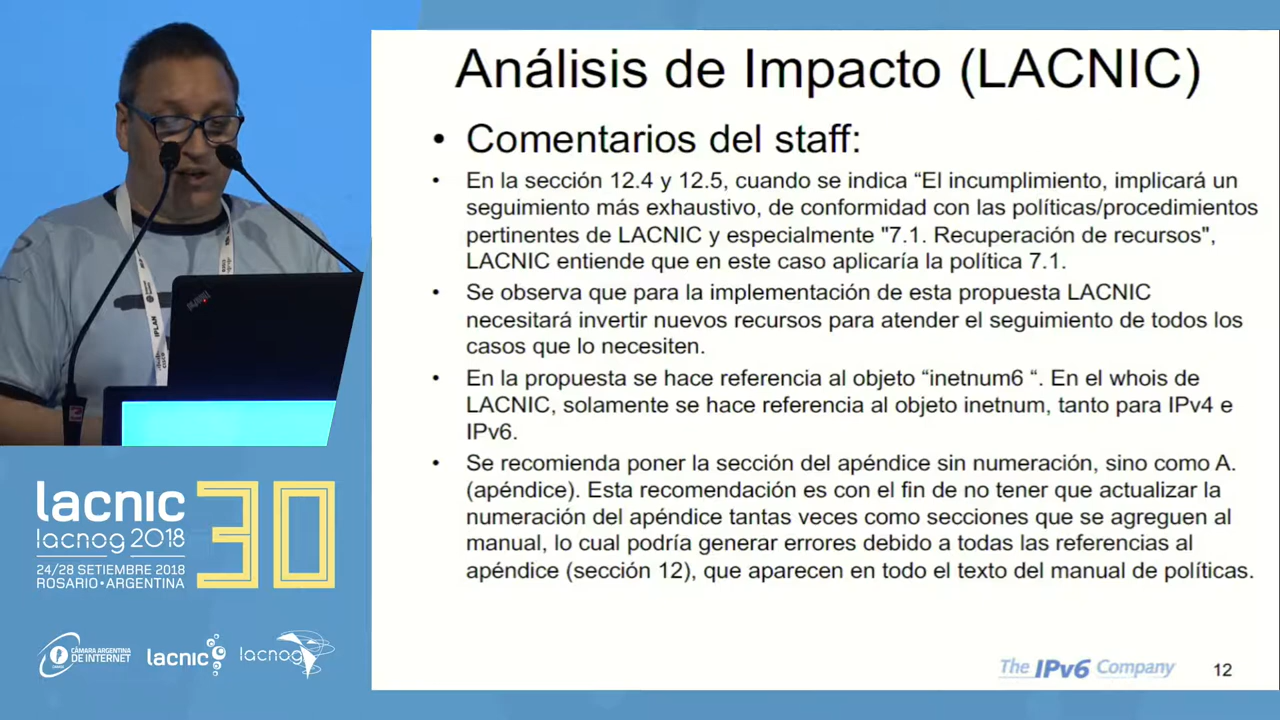 Análisis de Impacto (LACNIC)
• Comentarios del staff:
• En la sección 12.4 y 12.5, cuando se indica “El incumplimiento, implicará un
seguimiento más exhaustivo, de conformidad con las políticas/procedimientos
pertinentes de LACNIC y especialmente "7.1. Recuperación de recursos",
LACNIC entiende que en este caso aplicaría la política 7.1.
• Se observa que para la implementación de esta propuesta LACNIC
necesitará invertir nuevos recursos para atender el seguimiento de todos los
casos que lo necesiten.
• En la propuesta se hace referencia al objeto “inetnum6 “. En el whois de
LACNIC, solamente se hace referencia al objeto inetnum, tanto para IPv4 e
IPv6.
• Se recomienda poner la sección del apéndice sin numeración, sino como A.
(apéndice). Esta recomendación es con el fin de no tener que actualizar la
numeración del apéndice tantas veces como secciones que se agreguen al
manual, lo cual podría generar errores debido a todas las referencias al
apéndice (sección 12), que aparecen en todo el texto del manual de políticas.
The IPv6 Company
12
IPLAN
lacnic 30
lacnog 2018
24/28 SETIEMBRE 2018
ROSARIO • ARGENTINA
CÁMARA ARGENTINA
DE INTERNET
lacnic
lacnog